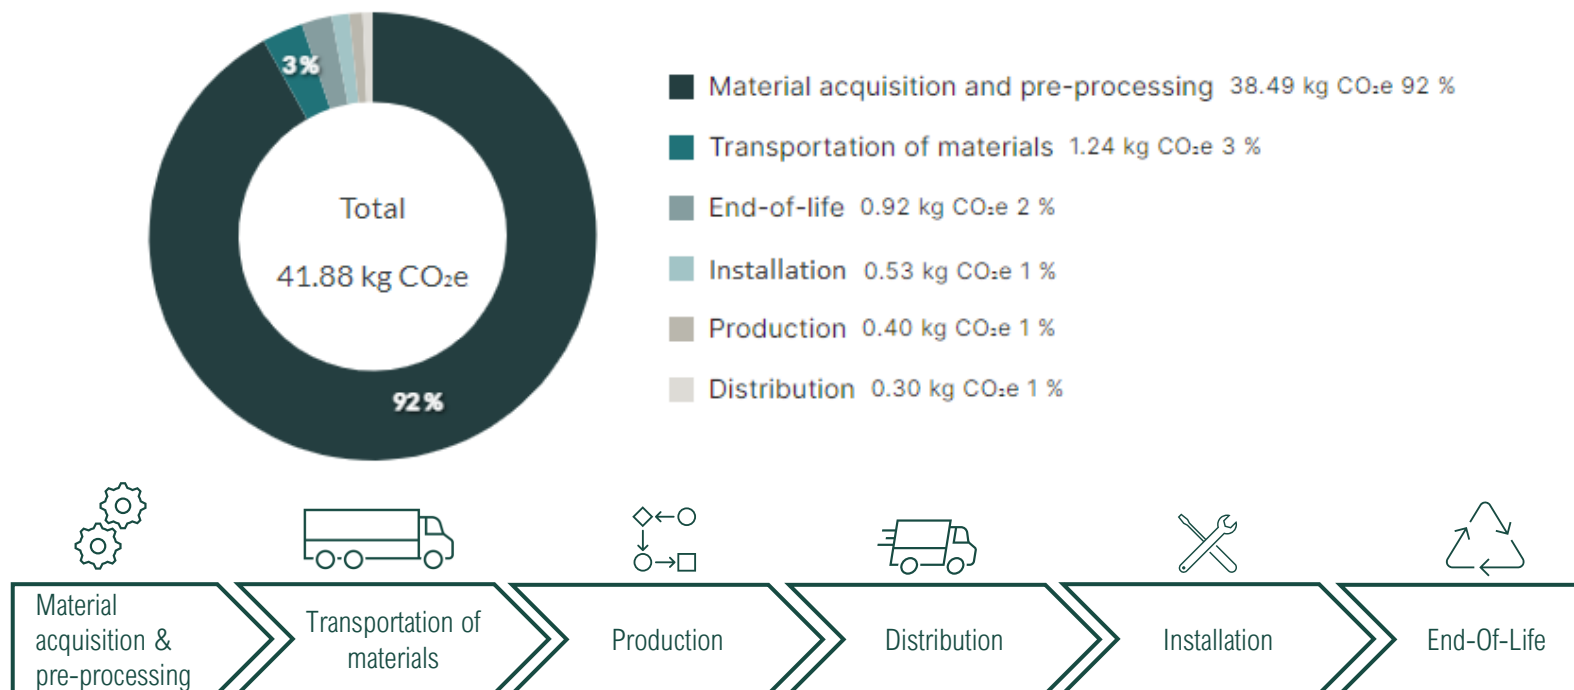 3%
Total
41.88 kg CO₂e
92%
Material acquisition and pre-processing 38.49 kg CO₂e 92 %
Transportation of materials 1.24 kg CO₂e 3 %
End-of-life 0.92 kg CO₂e 2 %
Installation 0.53 kg CO₂e 1 %
Production 0.40 kg CO₂e 1 %
Distribution 0.30 kg CO₂e 1 %
Material
acquisition &
pre-processing
Transportation of
materials
Production
Distribution
Installation
End-Of-Life